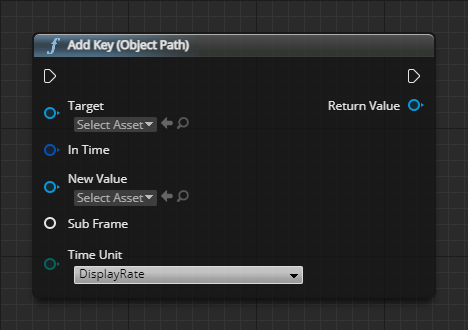 f Add Key (Object Path)
Target
Select Asset
Return Value
In Time
New Value
Select Asset
Sub Frame
Time Unit
DisplayRate